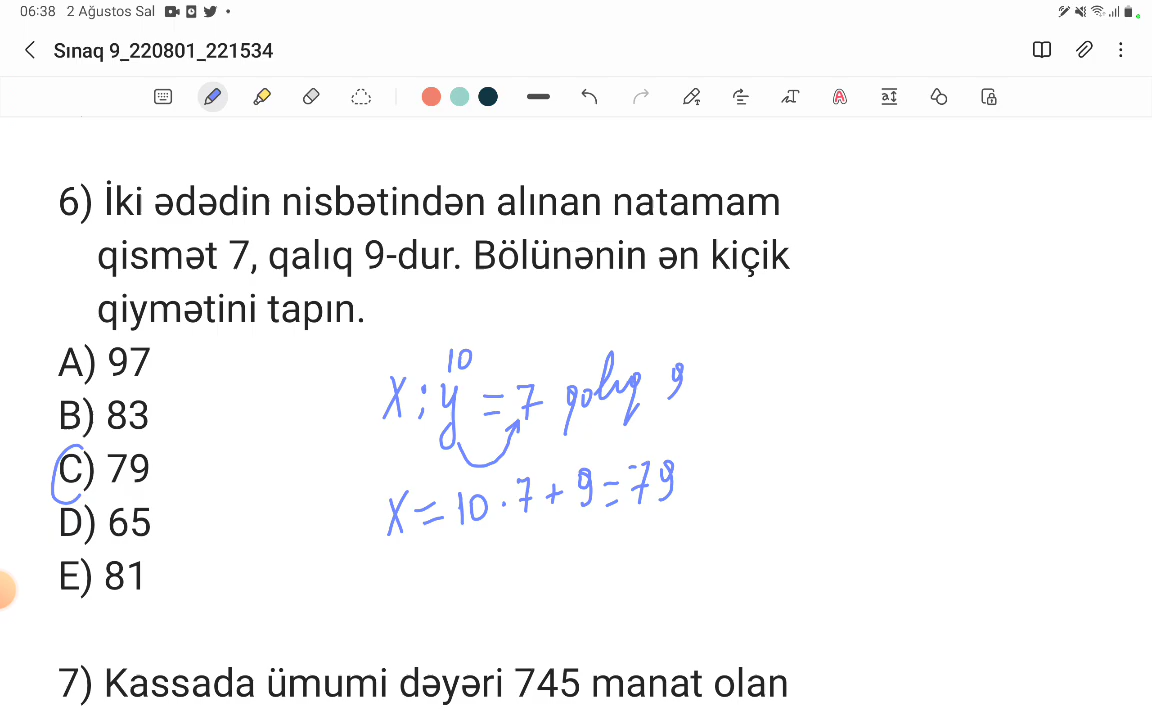 06:38 2 Ağustos Sal
Sınaq 9_220801_221534
6) İki ədədin nisbətindən alınan natamam
qismət 7, qalıq 9-dur. Bölünənin ən kiçik
qiymətini tapın.
A) 97
B) 83
C) 79
D) 65
E) 81
10
X : y = 7 qalıq 9
X = 10 · 7 + 9 = 79
7) Kassada ümumi dəyəri 745 manat olan